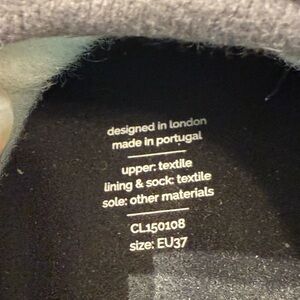 designed in london
made in portugal
upper: textile
lining & sock: textile
sole: other materials
CL150108
size: EU37